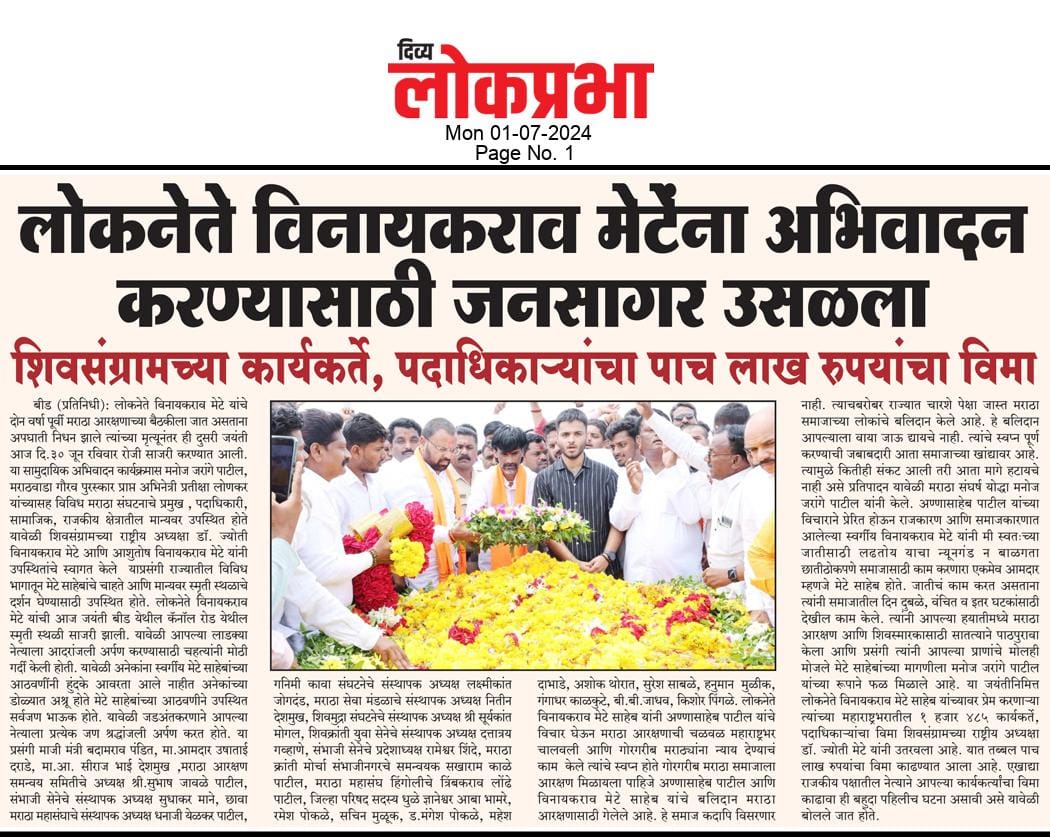 दिव्य
लोकप्रभा
Mon 01-07-2024
Page No. 1
लोकनेते विनायकराव मेटेंना अभिवादन
करण्यासाठी जनसागर उसळला
शिवसंग्रामच्या कार्यकर्ते, पदाधिकाऱ्यांचा पाच लाख रुपयांचा विमा
बीड (प्रतिनिधी): लोकनेते विनायकराव मेटे यांचे
दोन वर्षा पूर्वी मराठा आरक्षणाच्या बैठकीला जात असताना
अपघाती निधन झाले त्यांच्या मृत्यूनंतर ही दुसरी जयंती
आज दि.३० जून रविवार रोजी साजरी करण्यात आली.
या सामुदायिक अभिवादन कार्यक्रमास मनोज जरांगे पाटील,
मराठवाडा गौरव पुरस्कार प्राप्त अभिनेत्री प्रतीक्षा लोणकर
यांच्यासह विविध मराठा संघटनाचे प्रमुख , पदाधिकारी,
सामाजिक, राजकीय क्षेत्रातील मान्यवर उपस्थित होते
यावेळी शिवसंग्रामच्या राष्ट्रीय अध्यक्षा डॉ. ज्योती
विनायकराव मेटे आणि आशुतोष विनायकराव मेटे यांनी
उपस्थितांचे स्वागत केले याप्रसंगी राज्यातील विविध
भागातून मेटे साहेबांचे चाहते आणि मान्यवर स्मृती स्थळाचे
दर्शन घेण्यासाठी उपस्थित होते. लोकनेते विनायकराव
मेटे यांची आज जयंती बीड येथील कॅनॉल रोड येथील
स्मृती स्थळी साजरी झाली. यावेळी आपल्या लाडक्या
नेत्याला आदरांजली अर्पण करण्यासाठी चहत्यांनी मोठी
गर्दी केली होती. यावेळी अनेकांना स्वर्गीय मेटे साहेबांच्या
आठवणींनी हुंदके आवरता आले नाहीत अनेकांच्या
डोळ्यात अश्रू होते मेटे साहेबांच्या आठवणीने उपस्थित
सर्वजण भाऊक होते. यावेळी जडअंतकरणाने आपल्या
नेत्याला प्रत्येक जण श्रद्धांजली अर्पण करत होते. या
प्रसंगी माजी मंत्री बदामराव पंडित, मा.आमदार उषाताई
दराडे, मा.आ. सीराज भाई देशमुख ,मराठा आरक्षण
समन्वय समितीचे अध्यक्ष श्री.सुभाष जावळे पाटील,
संभाजी सेनेचे संस्थापक अध्यक्ष सुधाकर माने, छावा
मराठा महासंघाचे संस्थापक अध्यक्ष धनाजी येळकर पाटील,
गनिमी कावा संघटनेचे संस्थापक अध्यक्ष लक्ष्मीकांत
जोगदंड, मराठा सेवा मंडळाचे संस्थापक अध्यक्ष नितीन
देशमुख, शिवमुद्रा संघटनेचे संस्थापक अध्यक्ष श्री सूर्यकांत
मोगल, शिवक्रांती युवा सेनेचे संस्थापक अध्यक्ष दत्तात्रय
गव्हाणे, संभाजी सेनेचे प्रदेशाध्यक्ष रामेश्वर शिंदे, मराठा
क्रांती मोर्चा संभाजीनगरचे समन्वयक सखाराम काळे
पाटील, मराठा महासंघ हिंगोलीचे त्रिंबकराव लोंढे
पाटील, जिल्हा परिषद सदस्य धुळे ज्ञानेश्वर आबा भामरे,
रमेश पोकळे, सचिन मुळूक, ड.मंगेश पोकळे, महेश
दाभाडे, अशोक थोरात, सुरेश साबळे, हनुमान मुळीक,
गंगाधर काळकुटे, बी.बी.जाधव, किशोर पिंगळे. लोकनेते
विनायकराव मेटे साहेब यांनी अण्णासाहेब पाटील यांचे
विचार घेऊन मराठा आरक्षणाची चळवळ महाराष्ट्रभर
चालवली आणि गोरगरीब मराठ्यांना न्याय देण्याचं
काम केले त्यांचे स्वप्न होते गोरगरीब मराठा समाजाला
आरक्षण मिळायला पाहिजे अण्णासाहेब पाटील आणि
विनायकराव मेटे साहेब यांचे बलिदान मराठा
आरक्षणासाठी गेलेले आहे. हे समाज कदापि विसरणार
नाही. त्याचबरोबर राज्यात चारशे पेक्षा जास्त मराठा
समाजाच्या लोकांचे बलिदान केले आहे. हे बलिदान
आपल्याला वाया जाऊ द्यायचे नाही. त्यांचे स्वप्न पूर्ण
करण्याची जबाबदारी आता समाजाच्या खांद्यावर आहे.
त्यामुळे कितीही संकट आली तरी आता मागे हटायचे
नाही असे प्रतिपादन यावेळी मराठा संघर्ष योद्धा मनोज
जरांगे पाटील यांनी केले. अण्णासाहेब पाटील यांच्या
विचाराने प्रेरित होऊन राजकारण आणि समाजकारणात
आलेल्या स्वर्गीय विनायकराव मेटे यांनी मी स्वतःच्या
जातीसाठी लढतोय याचा न्यूनगंड न बाळगता
छातीठोकपणे समाजासाठी काम करणारा एकमेव आमदार
म्हणजे मेटे साहेब होते. जातीचं काम करत असताना
त्यांनी समाजातील दिन दुबळे, वंचित व इतर घटकांसाठी
देखील काम केले. त्यांनी आपल्या हयातीमध्ये मराठा
आरक्षण आणि शिवस्मारकासाठी सातत्याने पाठपुरावा
केला आणि प्रसंगी त्यांनी आपल्या प्राणांचे मोलही
मोजले मेटे साहेबांच्या मागणीला मनोज जरांगे पाटील
यांच्या रूपाने फळ मिळाले आहे. या जयंतीनिमित्त
लोकनेते विनायकराव मेटे साहेबांच्यावर प्रेम करणाऱ्या
त्यांच्या महाराष्ट्रभरातील १ हजार ४८५ कार्यकर्ते,
पदाधिकाऱ्यांचा विमा शिवसंग्रामच्या राष्ट्रीय अध्यक्षा
डॉ. ज्योती मेटे यांनी उतरवला आहे. यात तब्बल पाच
लाख रुपयांचा विमा काढण्यात आला आहे. एखाद्या
राजकीय पक्षातील नेत्याने आपल्या कार्यकर्त्यांचा विमा
काढावा ही बहुदा पहिलीच घटना असावी असे यावेळी
बोलले जात होते.